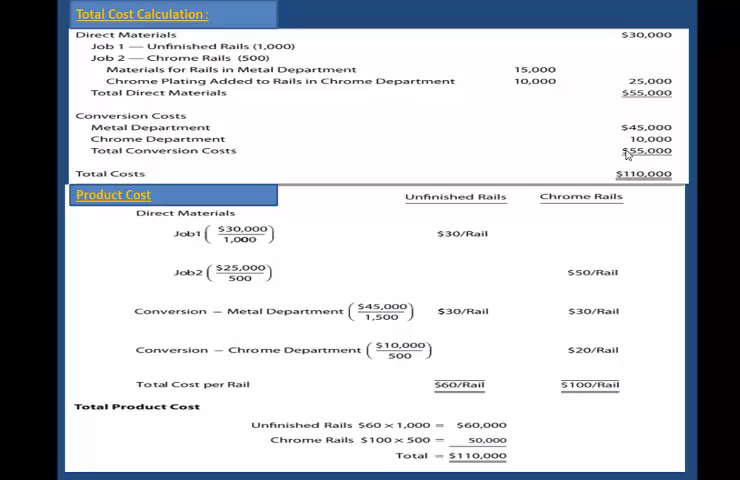 Total Cost Calculation :
Direct Materials $30,000
Job 1 — Unfinished Rails (1,000)
Job 2 — Chrome Rails (500)
Materials for Rails in Metal Department 15,000
Chrome Plating Added to Rails in Chrome Department 10,000 25,000
Total Direct Materials $55,000
Conversion Costs
Metal Department $45,000
Chrome Department 10,000
Total Conversion Costs $55,000
Total Costs $110,000
Product Cost
Unfinished Rails Chrome Rails
Direct Materials
Job1 ($30,000/1,000) $30/Rail
Job2 ($25,000/500) $50/Rail
Conversion — Metal Department ($45,000/1,500) $30/Rail $30/Rail
Conversion — Chrome Department ($10,000/500) $20/Rail
Total Cost per Rail $60/Rail $100/Rail
Total Product Cost
Unfinished Rails $60 × 1,000 = $60,000
Chrome Rails $100 × 500 = 50,000
Total = $110,000